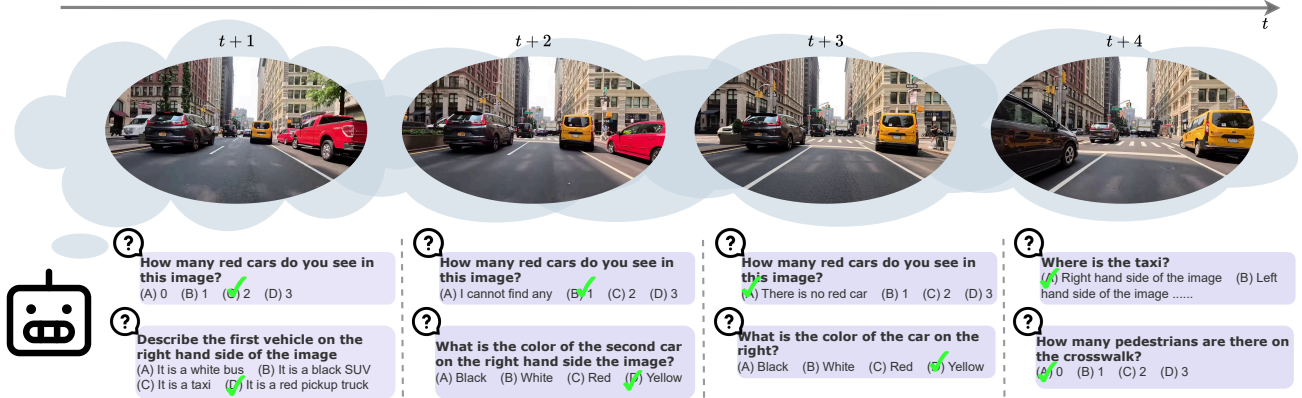 t
t + 1
t + 2
t + 3
t + 4
?
How many red cars do you see in
this image?
(A) 0 (B) 1 (C) 2 (D) 3
?
Describe the first vehicle on the
right hand side of the image
(A) It is a white bus (B) It is a black SUV
(C) It is a taxi (D) It is a red pickup truck
?
How many red cars do you see in
this image?
(A) I cannot find any (B) 1 (C) 2 (D) 3
?
What is the color of the second car
on the right hand side the image?
(A) Black (B) White (C) Red (D) Yellow
?
How many red cars do you see in
this image?
(A) There is no red car (B) 1 (C) 2 (D) 3
?
What is the color of the car on the
right?
(A) Black (B) White (C) Red (D) Yellow
?
Where is the taxi?
(A) Right hand side of the image (B) Left
hand side of the image ......
?
How many pedestrians are there on
the crosswalk?
(A) 0 (B) 1 (C) 2 (D) 3